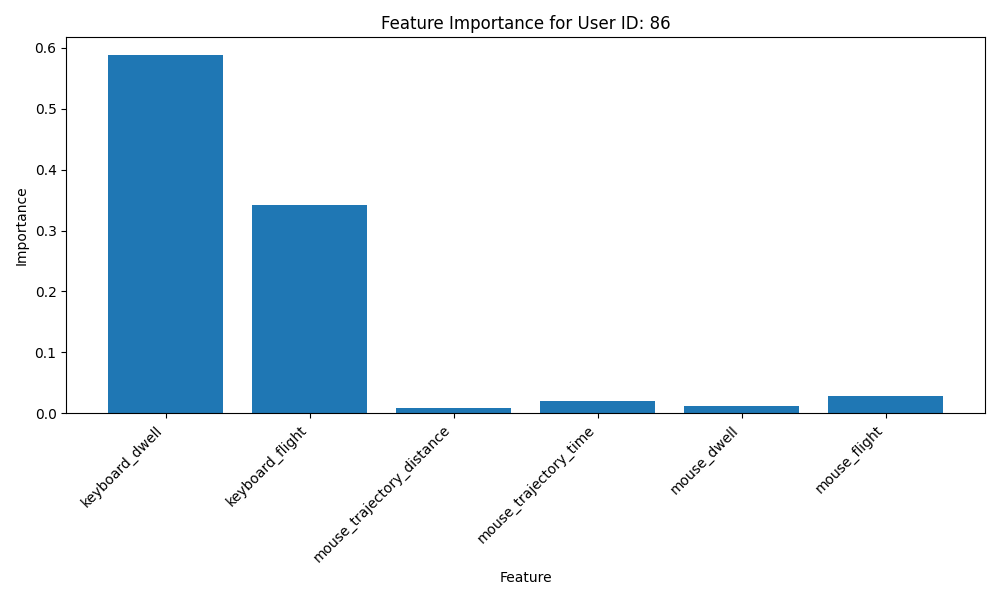 Feature Importance for User ID: 86
Importance
0.6
0.5
0.4
0.3
0.2
0.1
0.0
keyboard_dwell
keyboard_flight
mouse_trajectory_distance
mouse_trajectory_time
mouse_dwell
mouse_flight
Feature